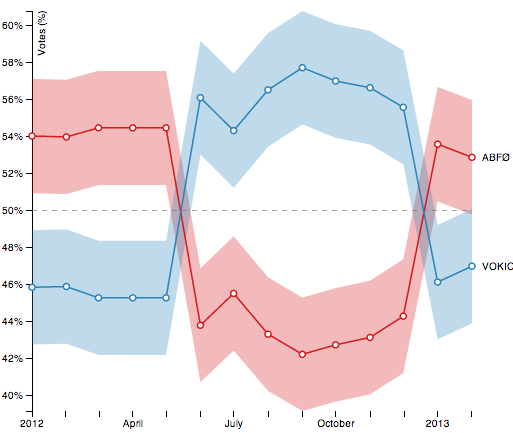 Votes (%)
60%
58%
56%
54%
52%
50%
48%
46%
44%
42%
40%
ABFØ
VOKIC
2012
April
July
October
2013